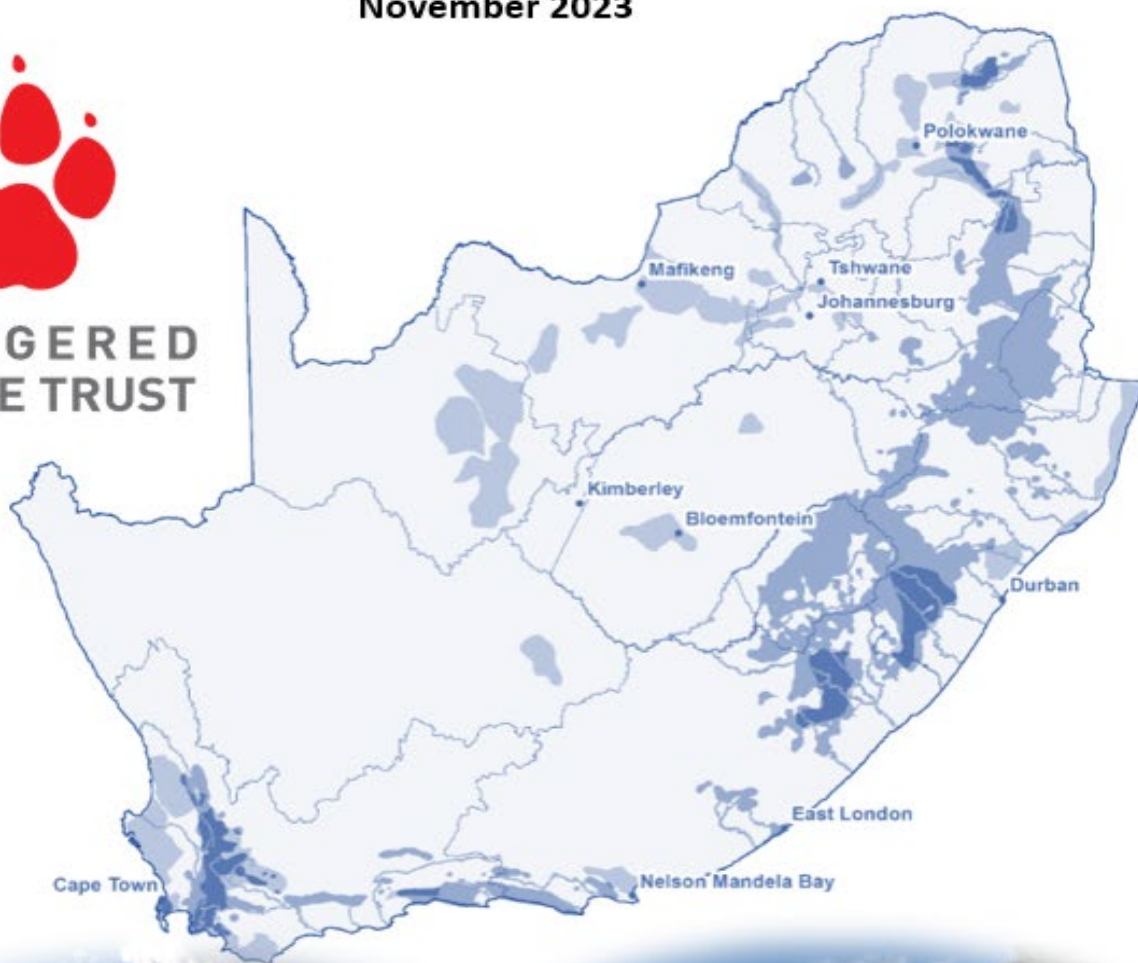 November 2023
GERED
E TRUST
Polokwane
Mafikeng
Tshwane
Johannesburg
Kimberley
Bloemfontein
Durban
East London
Cape Town
Nelson Mandela Bay